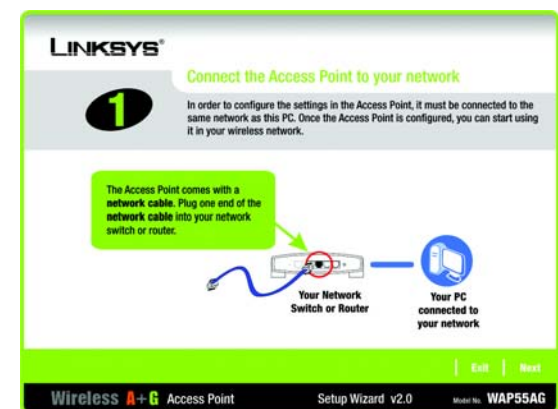 LINKSYS®
Connect the Access Point to your network
1
In order to configure the settings in the Access Point, it must be connected to the
same network as this PC. Once the Access Point is configured, you can start using
it in your wireless network.
The Access Point comes with a
network cable. Plug one end of the
network cable into your network
switch or router.
Your Network
Switch or Router
Your PC
connected to
your network
Exit
Next
Wireless A+G Access Point
Setup Wizard v2.0
Model No. WAP55AG